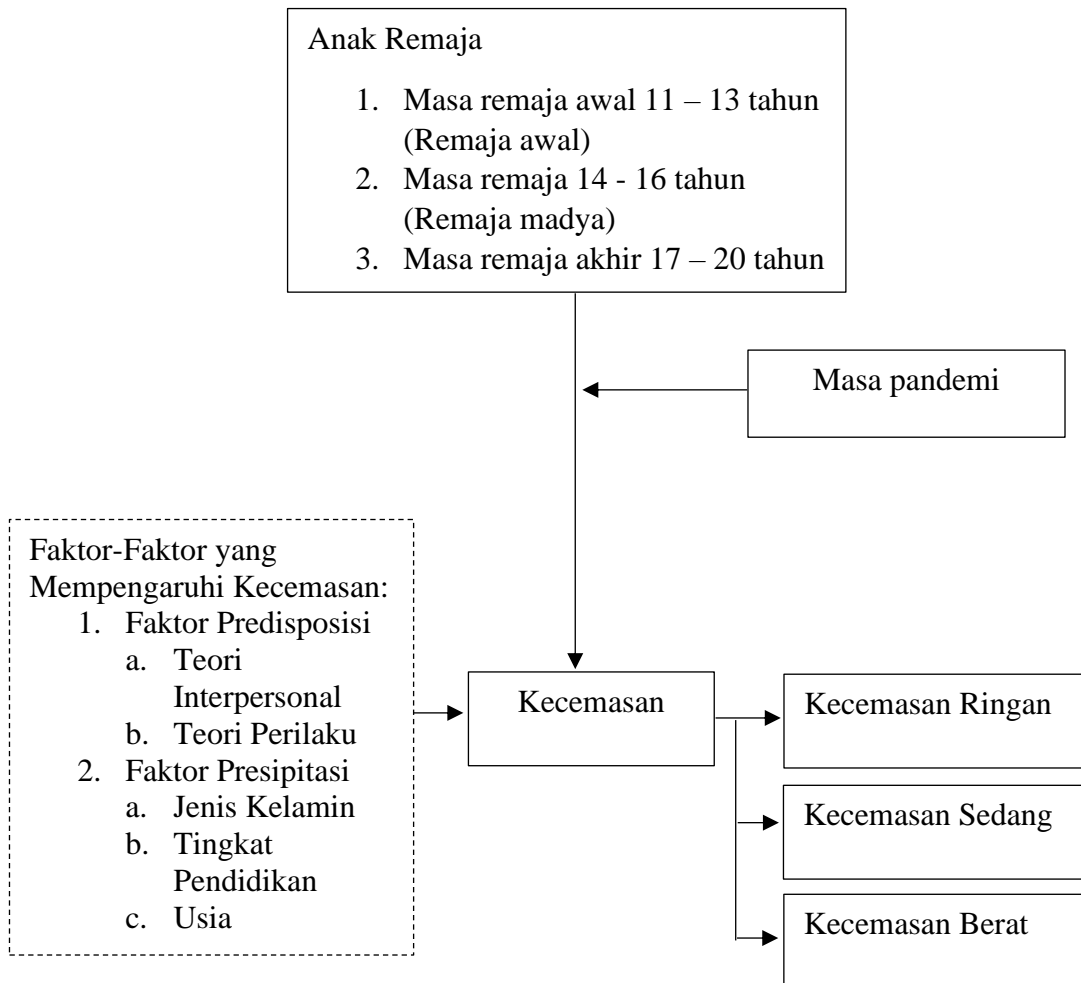 Anak Remaja
1. Masa remaja awal 11 – 13 tahun
(Remaja awal)
2. Masa remaja 14 - 16 tahun
(Remaja madya)
3. Masa remaja akhir 17 – 20 tahun
Masa pandemi
Faktor-Faktor yang
Mempengaruhi Kecemasan:
1. Faktor Predisposisi
a. Teori
Interpersonal
b. Teori Perilaku
2. Faktor Presipitasi
a. Jenis Kelamin
b. Tingkat
Pendidikan
c. Usia
Kecemasan
Kecemasan Ringan
Kecemasan Sedang
Kecemasan Berat